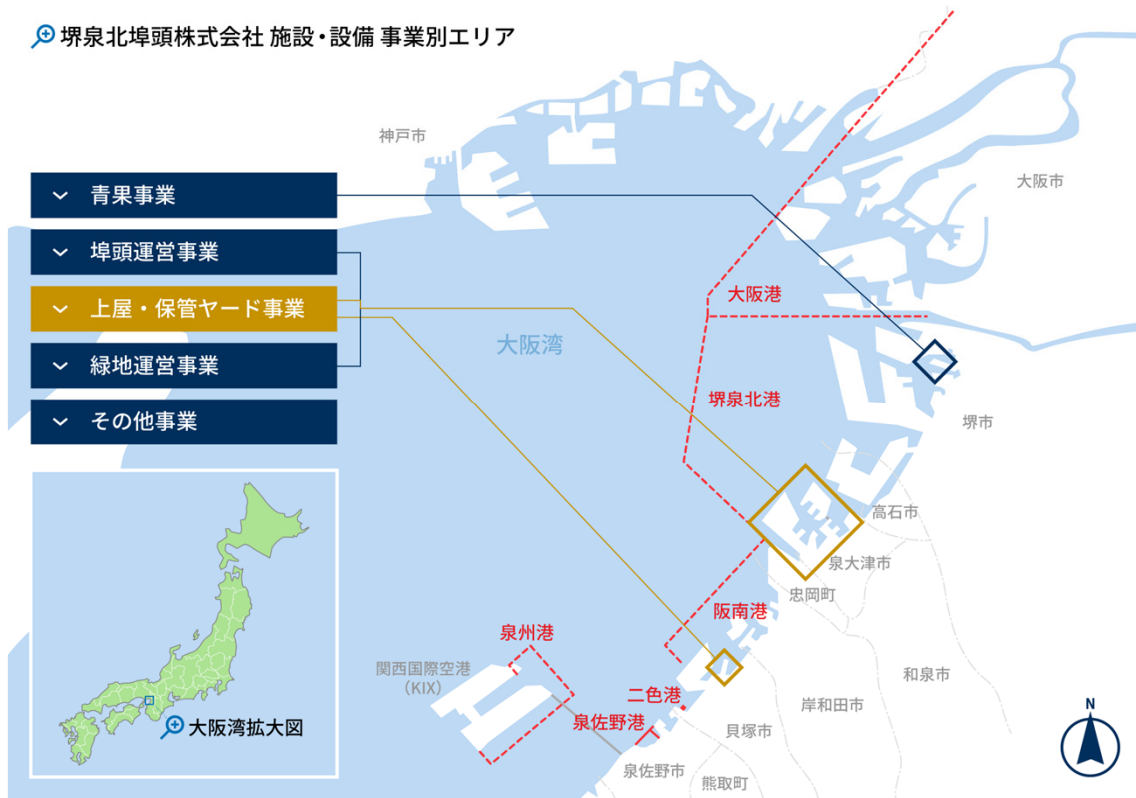 堺泉北埠頭株式会社 施設・設備 事業別エリア
神戸市
大阪市
青果事業
埠頭運営事業
上屋・保管ヤード事業
緑地運営事業
その他事業
大阪港
大阪湾
堺泉北港
堺市
高石市
泉大津市
忠岡町
阪南港
泉州港
関西国際空港
(KIX)
和泉市
二色港
岸和田市
泉佐野港
貝塚市
泉佐野市
熊取町
大阪湾拡大図
N